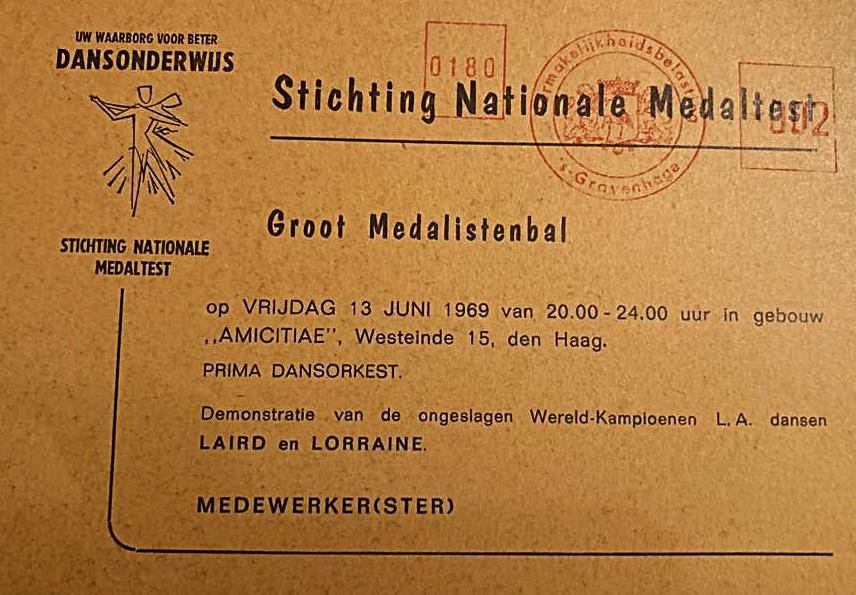 UW WAARBORG VOOR BETER
DANSONDERWIJS
STICHTING NATIONALE
MEDALTEST
0180
Stichting Nationale Medaltest
rmakelijkheidsbelasti
's-Gravenhage
Groot Medalistenbal
op VRIJDAG 13 JUNI 1969 van 20.00 - 24.00 uur in gebouw
,,AMICITIAE", Westeinde 15, den Haag.
PRIMA DANSORKEST.
Demonstratie van de ongeslagen Wereld-Kampioenen L.A. dansen
LAIRD en LORRAINE.
MEDEWERKER(STER)